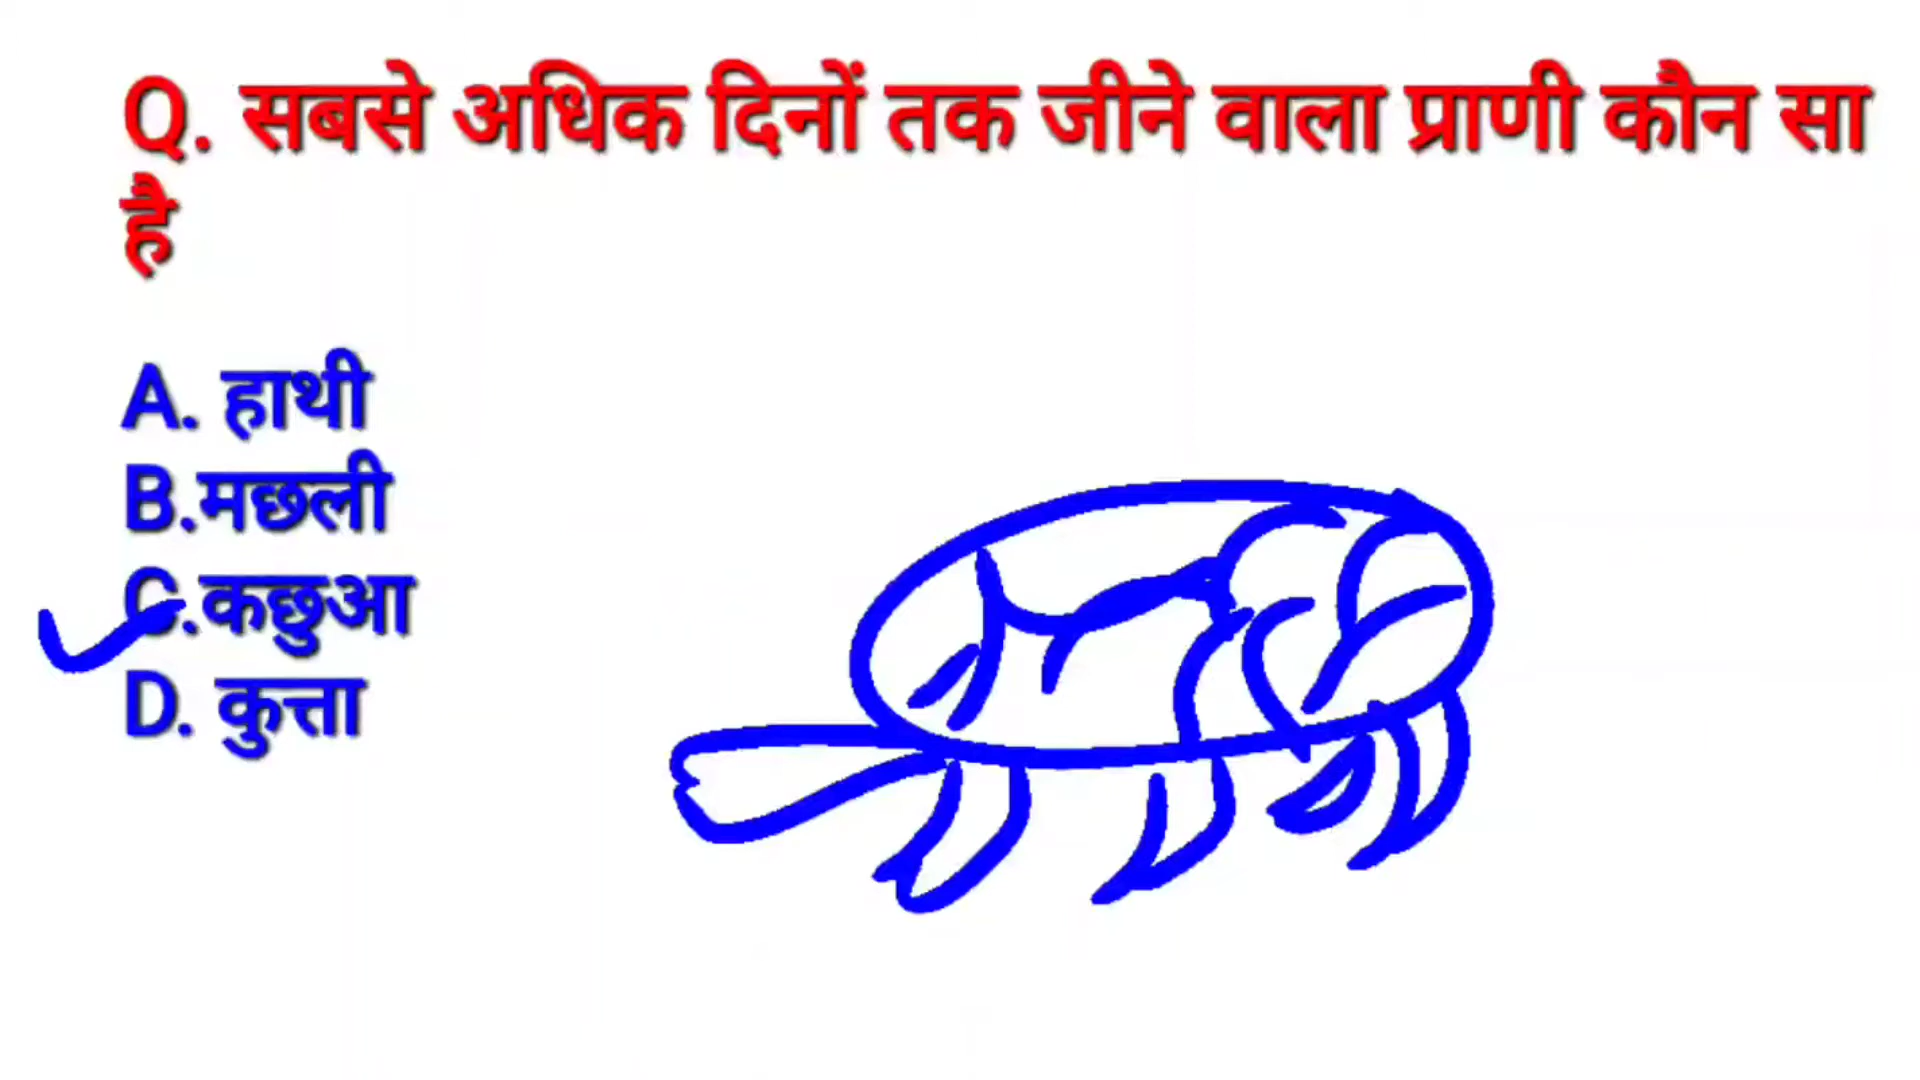 Q. सबसे अधिक दिनों तक जीने वाला प्राणी कौन सा
है
A. हाथी
B.मछली
C.कछुआ
D. कुत्ता